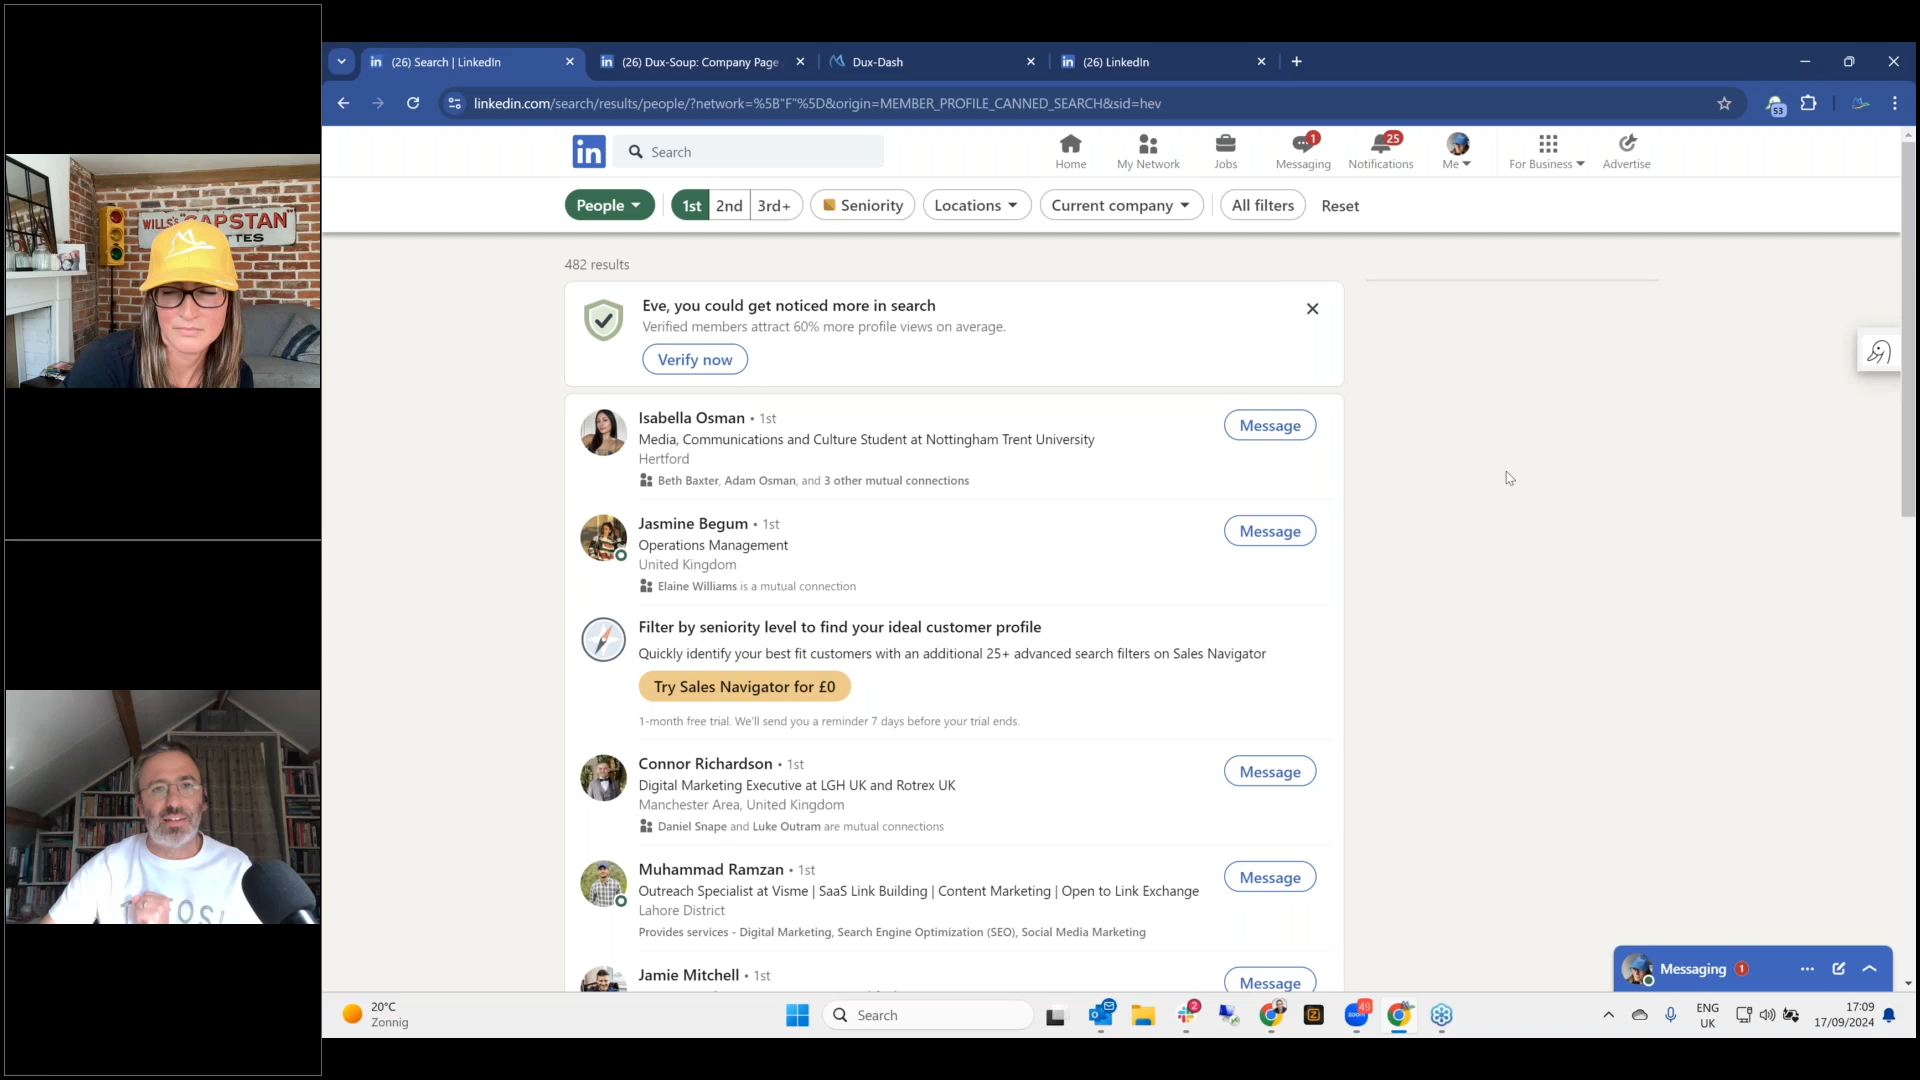 WILLS's "CAPSTAN"
TTES
(26) Search | LinkedIn
(26) Dux-Soup: Company Page
Dux-Dash
(26) LinkedIn
linkedin.com/search/results/people/?network=%5B"F"%5D&origin=MEMBER_PROFILE_CANNED_SEARCH&sid=hev
53
in
Search
Home
My Network
Jobs
1
Messaging
25
Notifications
Me
For Business
Advertise
People
1st
2nd
3rd+
Seniority
Locations
Current company
All filters
Reset
482 results
Eve, you could get noticed more in search
Verified members attract 60% more profile views on average.
Verify now
Isabella Osman • 1st
Media, Communications and Culture Student at Nottingham Trent University
Hertford
Beth Baxter, Adam Osman, and 3 other mutual connections
Message
Jasmine Begum • 1st
Operations Management
United Kingdom
Elaine Williams is a mutual connection
Message
Filter by seniority level to find your ideal customer profile
Quickly identify your best fit customers with an additional 25+ advanced search filters on Sales Navigator
Try Sales Navigator for £0
1-month free trial. We'll send you a reminder 7 days before your trial ends.
Connor Richardson • 1st
Digital Marketing Executive at LGH UK and Rotrex UK
Manchester Area, United Kingdom
Daniel Snape and Luke Outram are mutual connections
Message
Muhammad Ramzan • 1st
Outreach Specialist at Visme | SaaS Link Building | Content Marketing | Open to Link Exchange
Lahore District
Provides services - Digital Marketing, Search Engine Optimization (SEO), Social Media Marketing
Message
Jamie Mitchell • 1st
Message
Messaging 1
20°C
Zonnig
Search
2
49
zoom
ENG
UK
17:09
17/09/2024